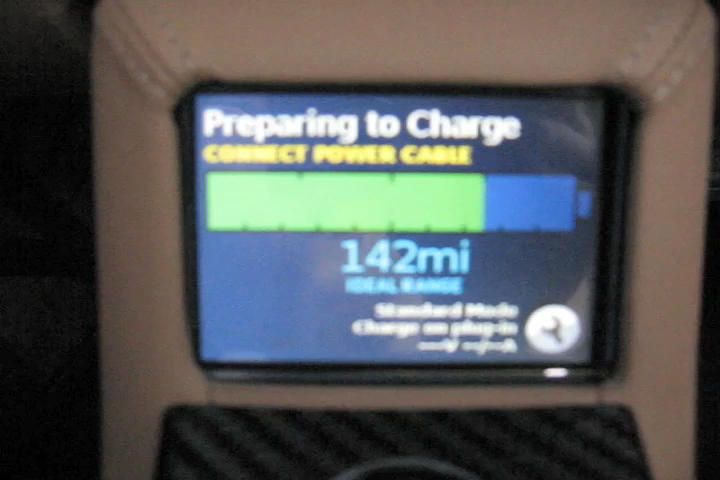 Preparing to Charge
CONNECT POWER CABLE
142mi
IDEAL RANGE
Standard Mode
Charge on plug-in